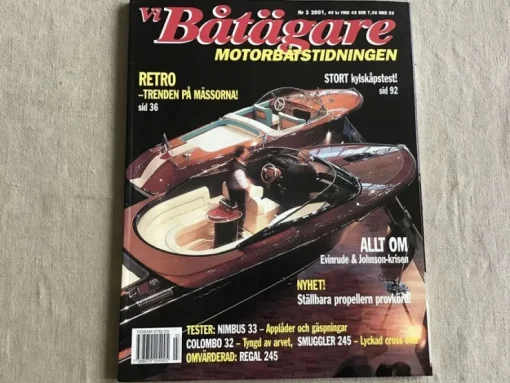 Vi Båtägare
Nr 3 2001, 49 kr
MOTORBÅTSTIDNINGEN
RETRO
–TRENDEN PÅ MÄSSORNA!
sid 36
STORT kylskåpstest!
sid 92
ALLT OM
Evinrude & Johnson-krisen
NYHET!
Ställbara propellern provkörd!
TESTER: NIMBUS 33 – Applåder och gäspningar
COLOMBO 32 – Tyngd av arvet, SMUGGLER 245 – Lyckad cross over
OMVÄRDERAD: REGAL 245